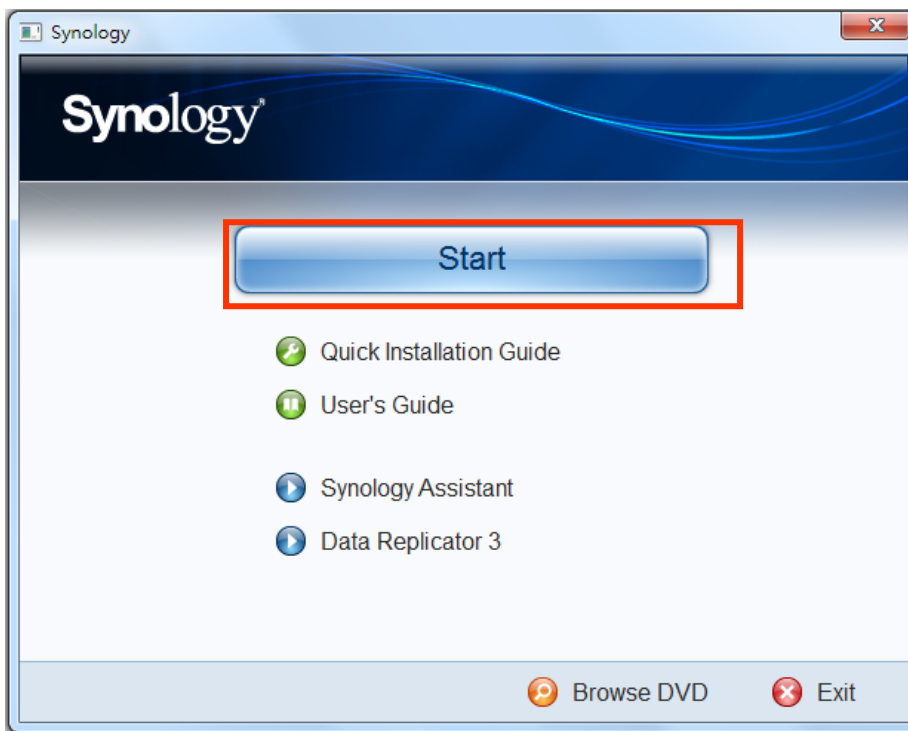 Synology
Synology
Start
Quick Installation Guide
User's Guide
Synology Assistant
Data Replicator 3
Browse DVD
Exit